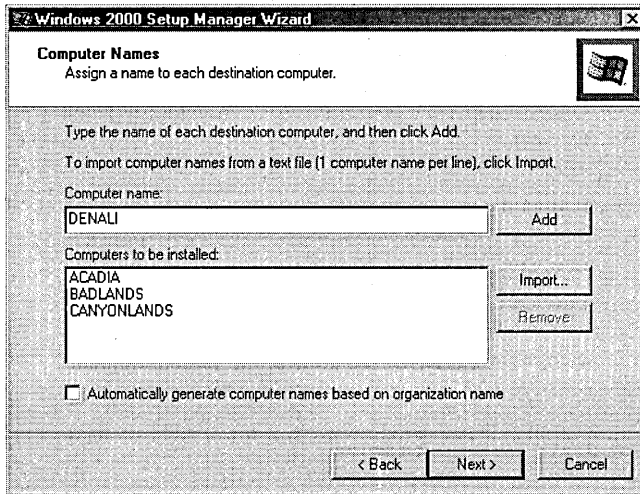 Windows 2000 Setup Manager Wizard
Computer Names
Assign a name to each destination computer.
Type the name of each destination computer, and then click Add.
To import computer names from a text file (1 computer name per line), click Import.
Computer name:
DENALI
Add
Computers to be installed:
ACADIA
BADLANDS
CANYONLANDS
Import...
Remove
Automatically generate computer names based on organization name
< Back
Next >
Cancel